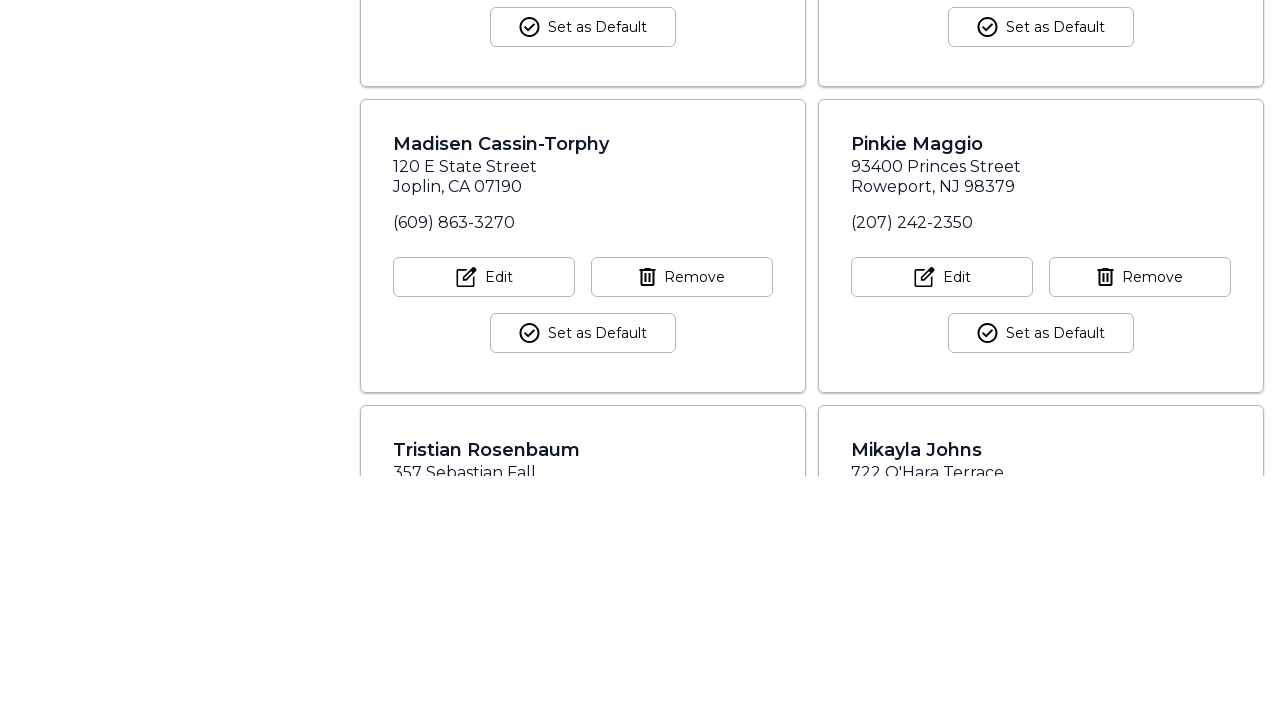 Set as Default
Set as Default
Madisen Cassin-Torphy
120 E State Street
Joplin, CA 07190
(609) 863-3270
Edit
Remove
Set as Default
Pinkie Maggio
93400 Princes Street
Roweport, NJ 98379
(207) 242-2350
Edit
Remove
Set as Default
Tristian Rosenbaum
357 Sebastian Fall
Mikayla Johns
722 O'Hara Terrace